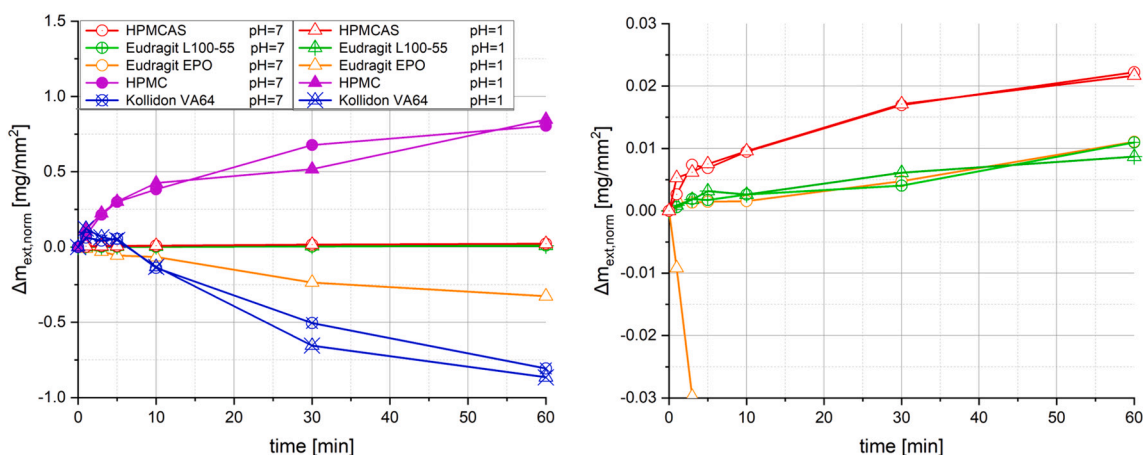 1.5
HPMCAS pH=7 HPMCAS pH=1
Eudragit L100-55 pH=7 Eudragit L100-55 pH=1
Eudragit EPO pH=7 Eudragit EPO pH=1
HPMC pH=7 HPMC pH=1
Kollidon VA64 pH=7 Kollidon VA64 pH=1
1.0
0.5
0.0
-0.5
-1.0
Δm_ext,norm [mg/mm²]
0 10 20 30 40 50 60
time [min]
0.03
0.02
0.01
0.00
-0.01
-0.02
-0.03
Δm_ext,norm [mg/mm²]
0 10 20 30 40 50 60
time [min]